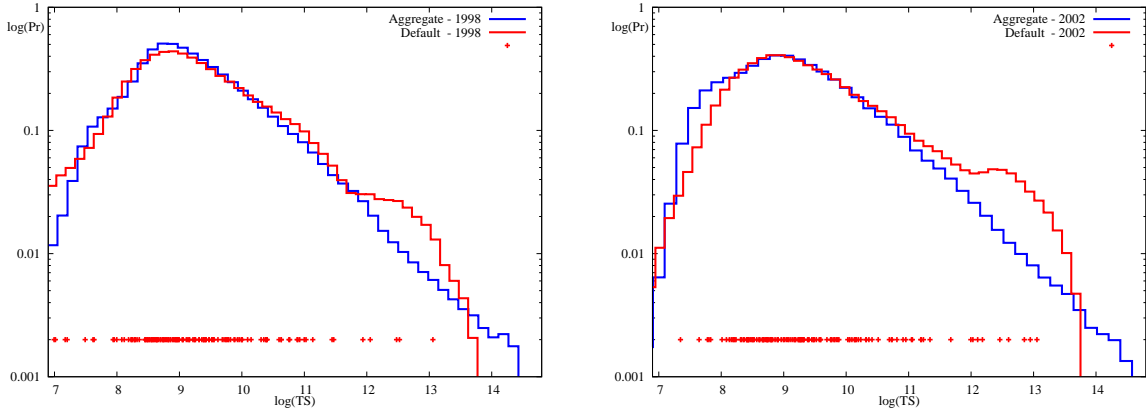 1
log(Pr)
0.1
0.01
0.001
7 8 9 10 11 12 13 14
log(TS)
Aggregate - 1998
Default - 1998
1
log(Pr)
0.1
0.01
0.001
7 8 9 10 11 12 13 14
log(TS)
Aggregate - 2002
Default - 2002